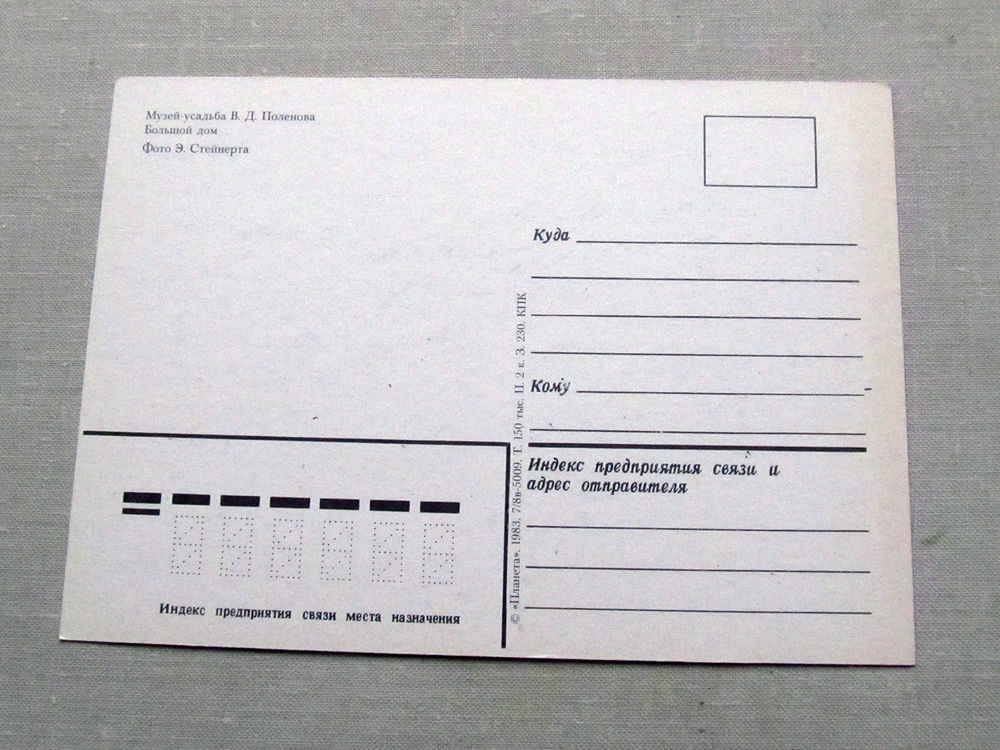 Музей-усадьба В. Д. Поленова
Большой дом
Фото Э. Стейнерта
Куда
Кому
© «Планета». 1983. 7/8в-5009. Т. 150 тыс. Ц. 2 к. З. 230. КПК
Индекс предприятия связи и
адрес отправителя
Индекс предприятия связи места назначения